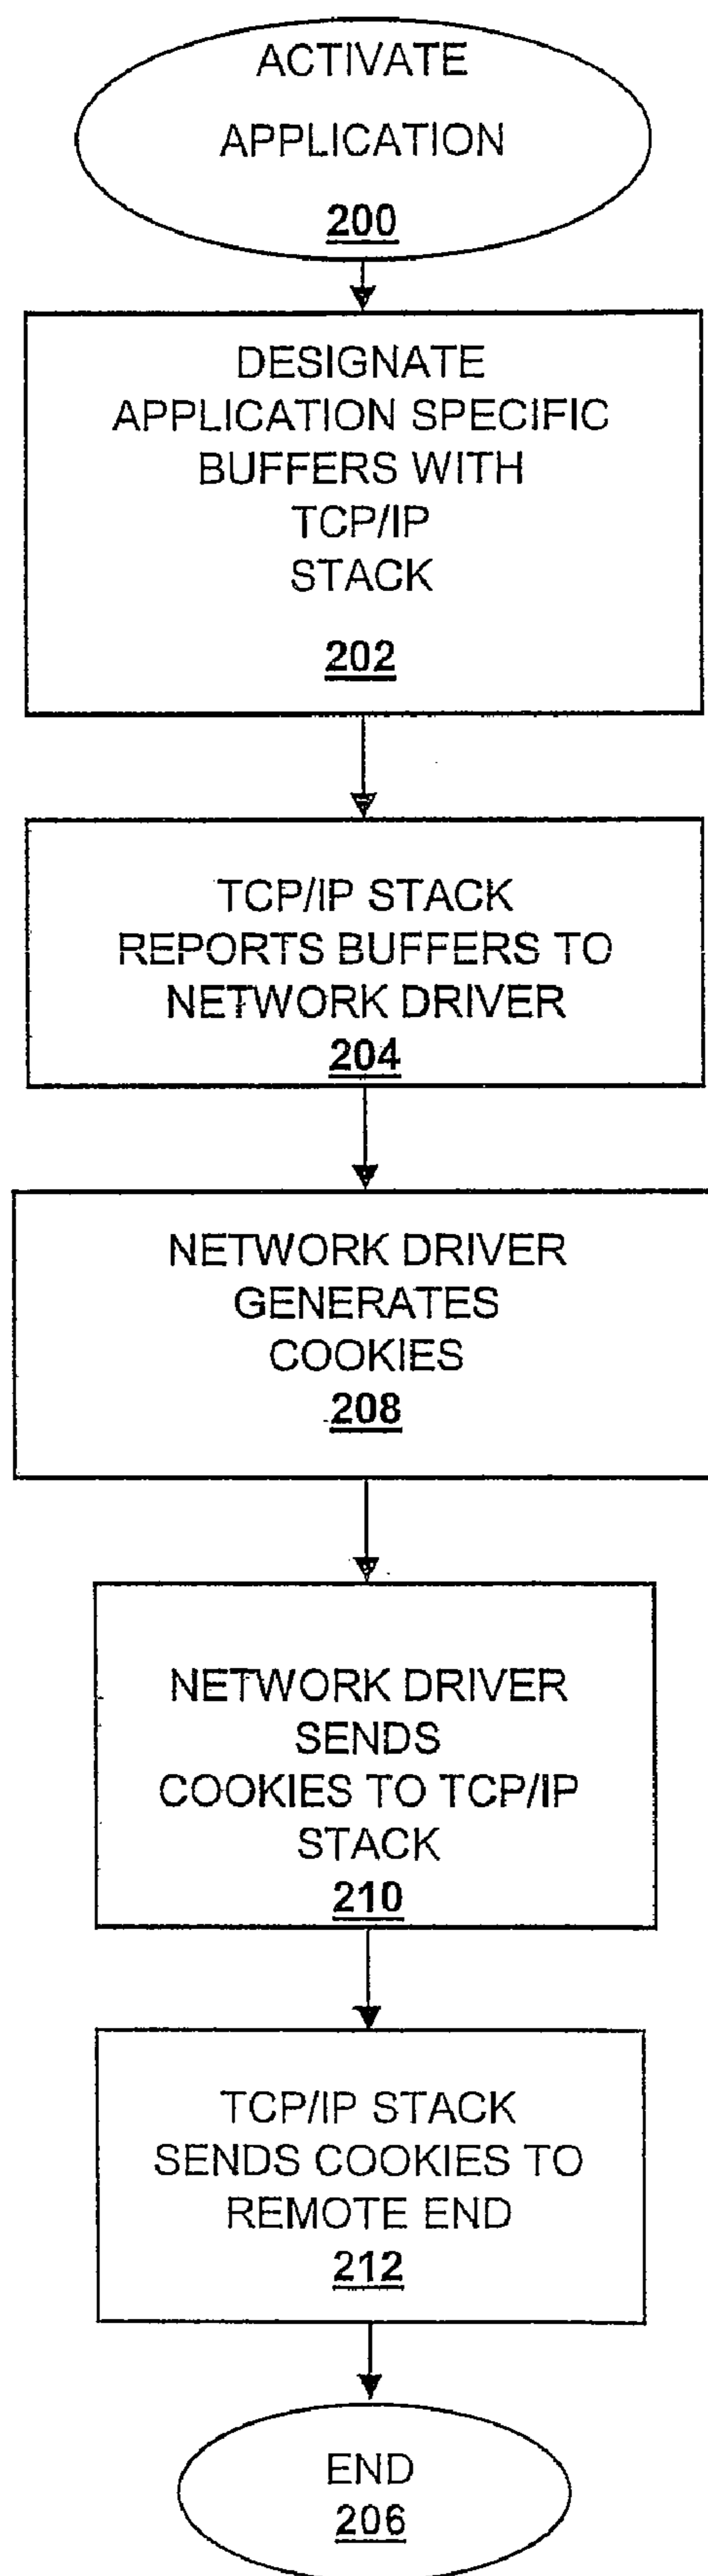 ACTIVATE
APPLICATION
200
DESIGNATE
APPLICATION SPECIFIC
BUFFERS WITH
TCP/IP
STACK
202
TCP/IP STACK
REPORTS BUFFERS TO
NETWORK DRIVER
204
NETWORK DRIVER
GENERATES
COOKIES
208
NETWORK DRIVER
SENDS
COOKIES TO TCP/IP
STACK
210
TCP/IP STACK
SENDS COOKIES TO
REMOTE END
212
END
206